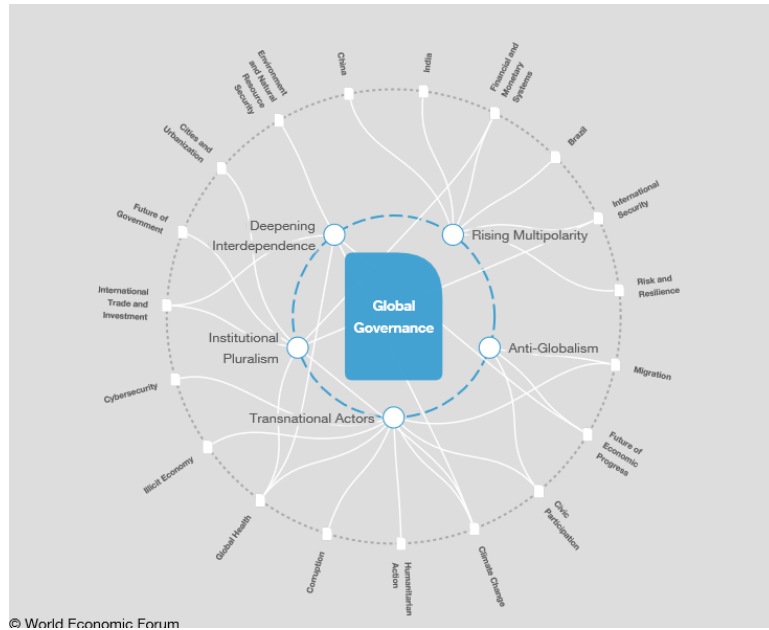 Environment
and Natural
Resource
Security
China
India
Financial and
Monetary
Systems
Brazil
International
Security
Risk and
Resilience
Migration
Future of
Economic
Progress
Civic
Participation
Climate Change
Humanitarian
Action
Corruption
Global Health
Illicit Economy
Cybersecurity
International
Trade and
Investment
Future of
Government
Cities and
Urbanization
Deepening
Interdependence
Rising Multipolarity
Global
Governance
Institutional
Pluralism
Anti-Globalism
Transnational Actors
© World Economic Forum